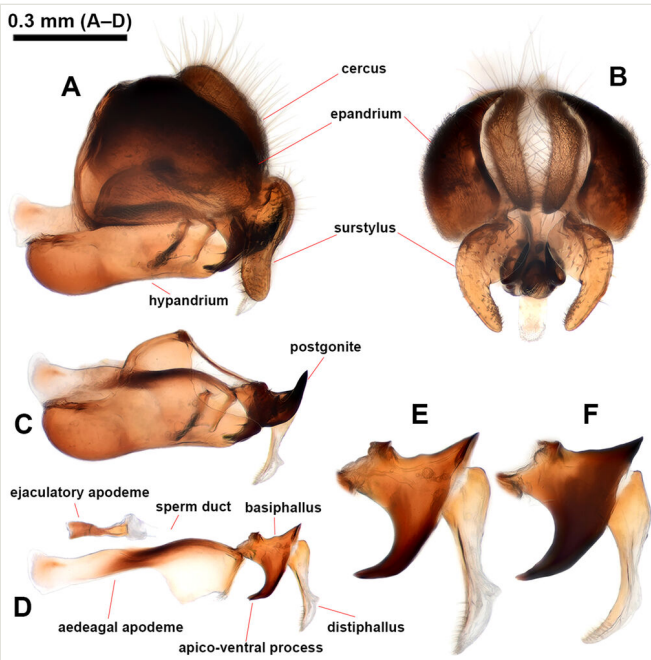 0.3 mm (A–D)
A
B
cercus
epandrium
surstylus
hypandrium
postgonite
C
E
F
ejaculatory apodeme
sperm duct
basiphallus
D
aedeagal apodeme
distiphallus
apico-ventral process